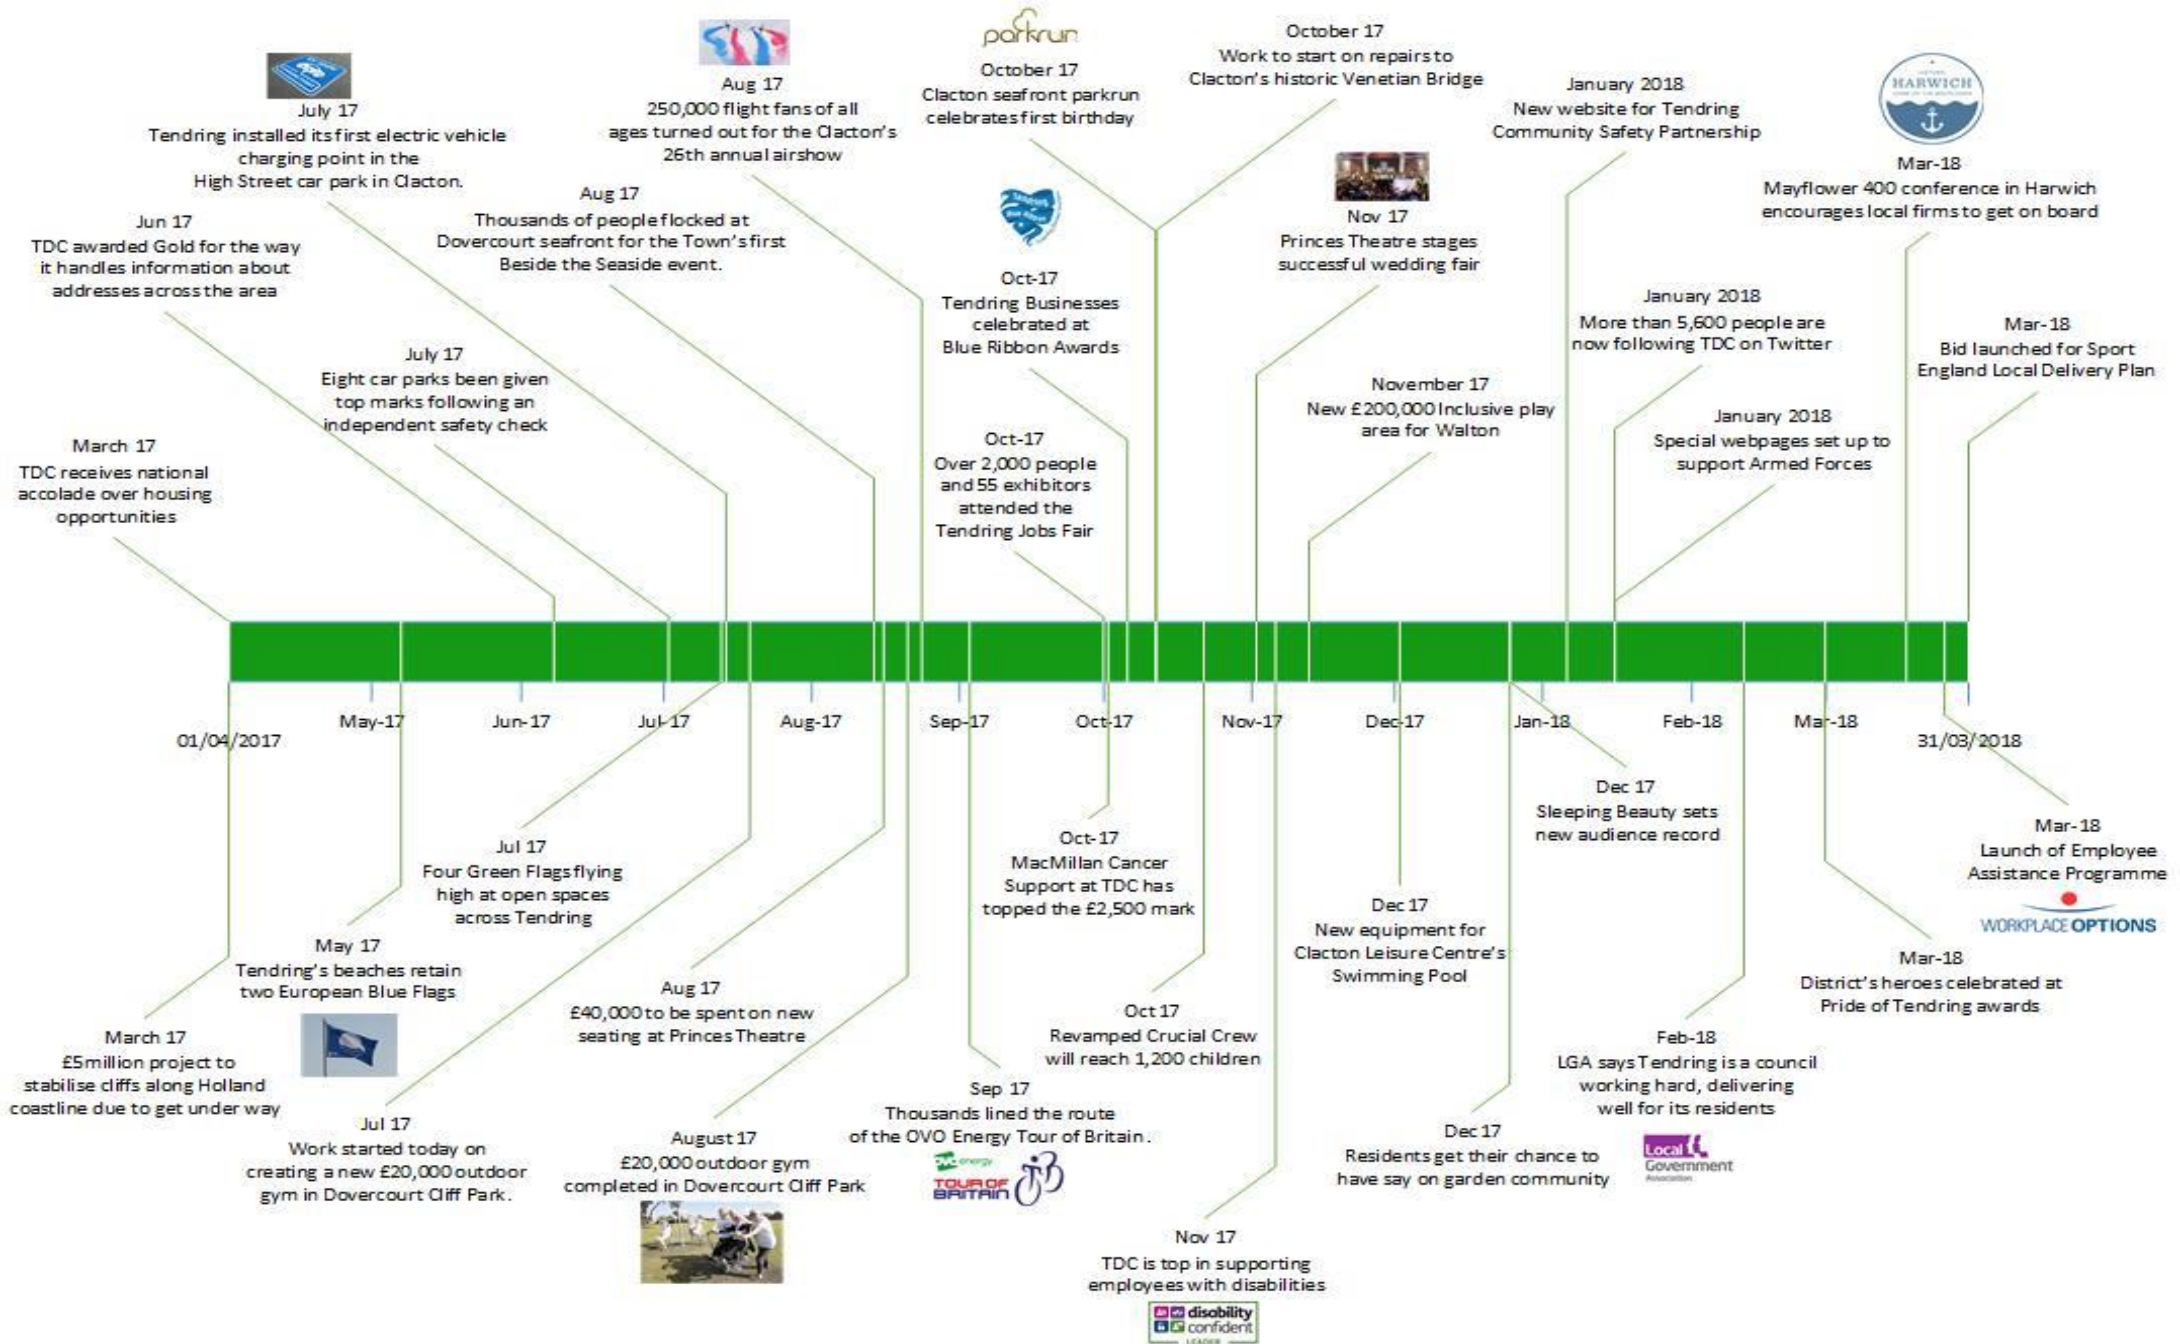 parkrun
October 17
Clacton seafront parkrun
celebrates first birthday
October 17
Work to start on repairs to
Clacton's historic Venetian Bridge
July 17
Tendring installed its first electric vehicle
charging point in the
High Street car park in Clacton.
Aug 17
250,000 flight fans of all
ages turned out for the Clacton's
26th annual airshow
January 2018
New website for Tendring
Community Safety Partnership
HARWICH
Mar-18
Mayflower 400 conference in Harwich
encourages local firms to get on board
Jun 17
TDC awarded Gold for the way
it handles information about
addresses across the area
Aug 17
Thousands of people flocked at
Dovercourt seafront for the Town's first
Beside the Seaside event.
Nov 17
Princes Theatre stages
successful wedding fair
Blue Ribbon
Oct-17
Tendring Businesses
celebrated at
Blue Ribbon Awards
January 2018
More than 5,600 people are
now following TDC on Twitter
Mar-18
Bid launched for Sport
England Local Delivery Plan
July 17
Eight car parks been given
top marks following an
independent safety check
November 17
New £200,000 Inclusive play
area for Walton
January 2018
Special webpages set up to
support Armed Forces
March 17
TDC receives national
accolade over housing
opportunities
Oct-17
Over 2,000 people
and 55 exhibitors
attended the
Tendring Jobs Fair
01/04/2017
May-17
Jun-17
Jul-17
Aug-17
Sep-17
Oct-17
Nov-17
Dec-17
Jan-18
Feb-18
Mar-18
31/03/2018
Jul 17
Four Green Flags flying
high at open spaces
across Tendring
Oct-17
MacMillan Cancer
Support at TDC has
topped the £2,500 mark
Dec 17
Sleeping Beauty sets
new audience record
Mar-18
Launch of Employee
Assistance Programme
WORKPLACE OPTIONS
May 17
Tendring's beaches retain
two European Blue Flags
Aug 17
£40,000 to be spent on new
seating at Princes Theatre
Dec 17
New equipment for
Clacton Leisure Centre's
Swimming Pool
Mar-18
District's heroes celebrated at
Pride of Tendring awards
March 17
£5million project to
stabilise cliffs along Holland
coastline due to get under way
Oct 17
Revamped Crucial Crew
will reach 1,200 children
Feb-18
LGA says Tendring is a council
working hard, delivering
well for its residents
Local
Government
Association
Jul 17
Work started today on
creating a new £20,000 outdoor
gym in Dovercourt Cliff Park.
August 17
£20,000 outdoor gym
completed in Dovercourt Cliff Park
Sep 17
Thousands lined the route
of the OVO Energy Tour of Britain.
ovo energy
TOUR OF
BRITAIN
Dec 17
Residents get their chance to
have say on garden community
Nov 17
TDC is top in supporting
employees with disabilities
disability
confident
LEADER